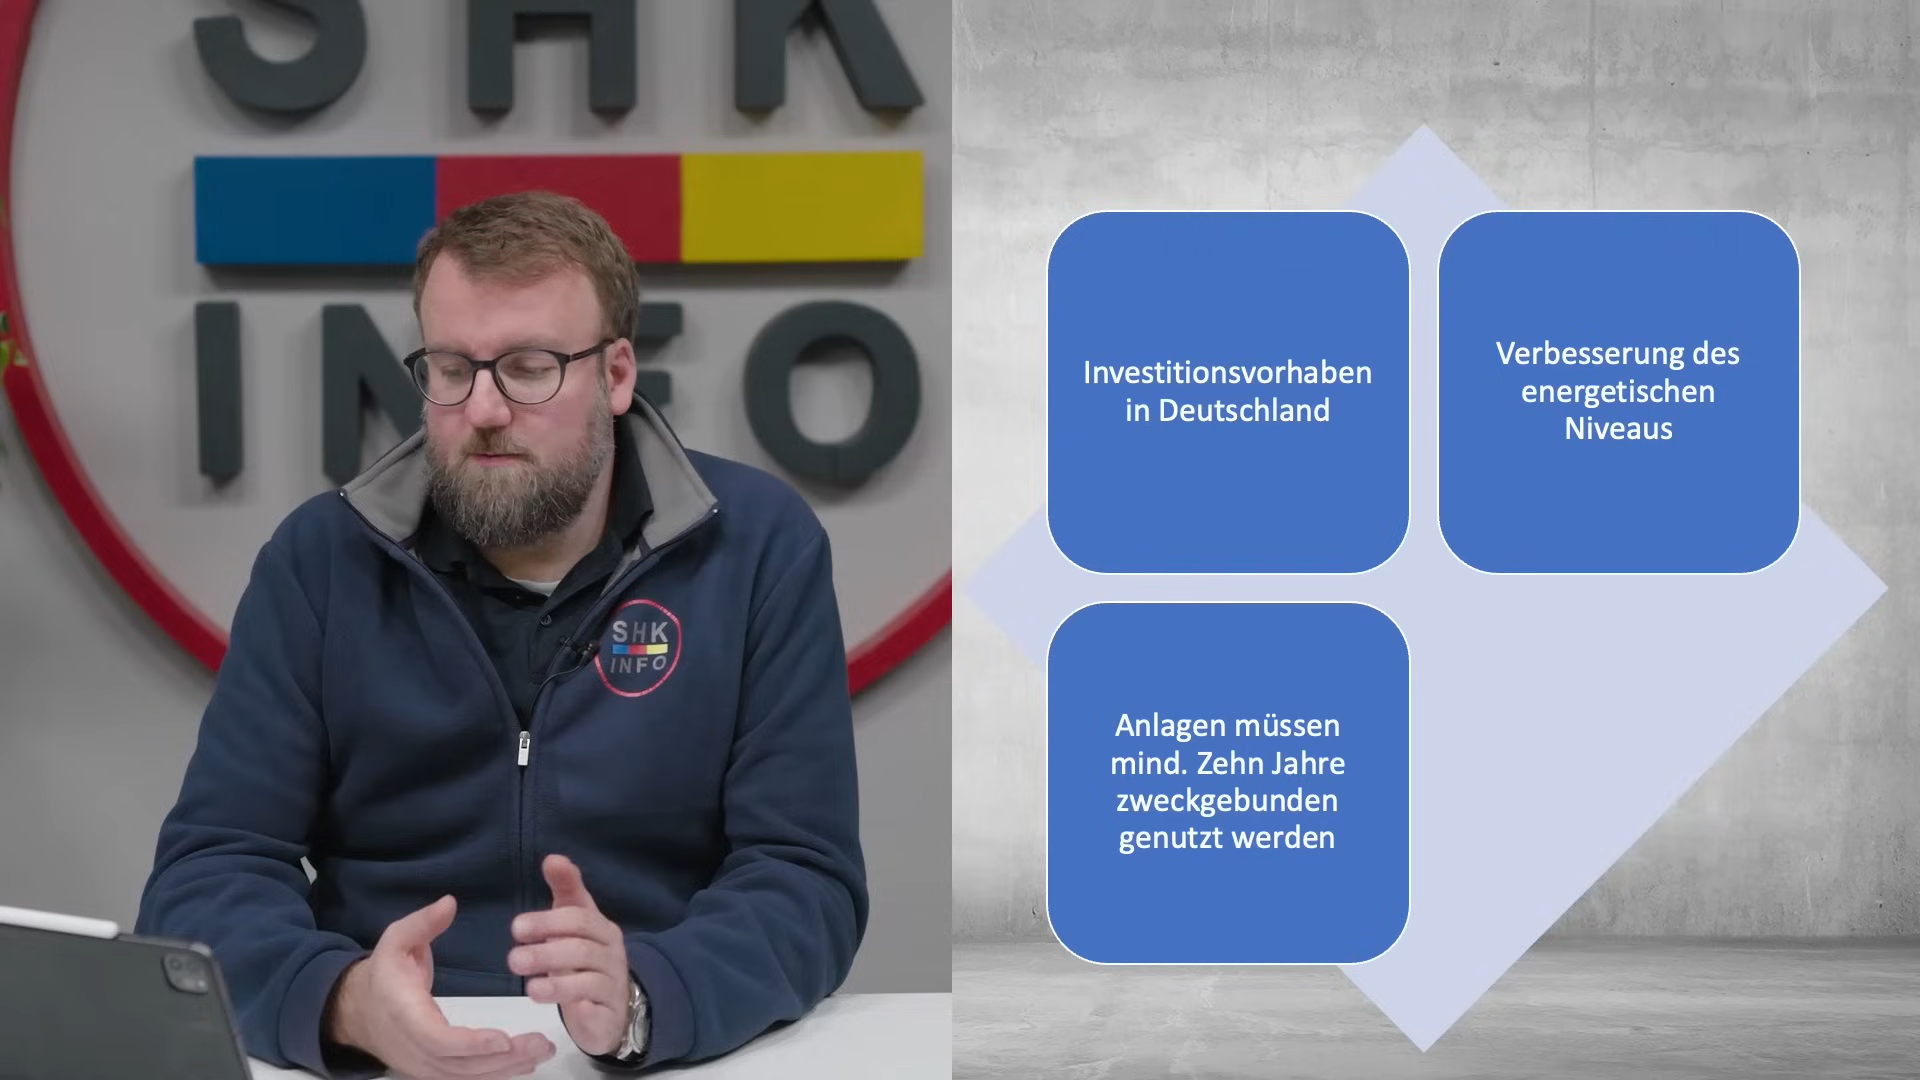 SHK
INFO
SHK
INFO
Investitionsvorhaben
in Deutschland
Verbesserung des
energetischen
Niveaus
Anlagen müssen
mind. Zehn Jahre
zweckgebunden
genutzt werden